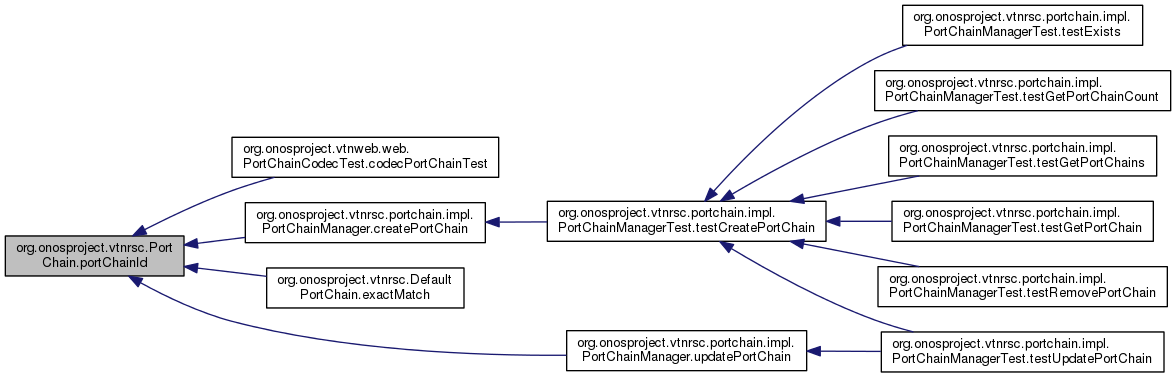 org.onosproject.vtnrsc.Port
Chain.portChainId
org.onosproject.vtnweb.web.
PortChainCodecTest.codecPortChainTest
org.onosproject.vtnrsc.portchain.impl.
PortChainManager.createPortChain
org.onosproject.vtnrsc.Default
PortChain.exactMatch
org.onosproject.vtnrsc.portchain.impl.
PortChainManager.updatePortChain
org.onosproject.vtnrsc.portchain.impl.
PortChainManagerTest.testCreatePortChain
org.onosproject.vtnrsc.portchain.impl.
PortChainManagerTest.testExists
org.onosproject.vtnrsc.portchain.impl.
PortChainManagerTest.testGetPortChainCount
org.onosproject.vtnrsc.portchain.impl.
PortChainManagerTest.testGetPortChains
org.onosproject.vtnrsc.portchain.impl.
PortChainManagerTest.testGetPortChain
org.onosproject.vtnrsc.portchain.impl.
PortChainManagerTest.testRemovePortChain
org.onosproject.vtnrsc.portchain.impl.
PortChainManagerTest.testUpdatePortChain